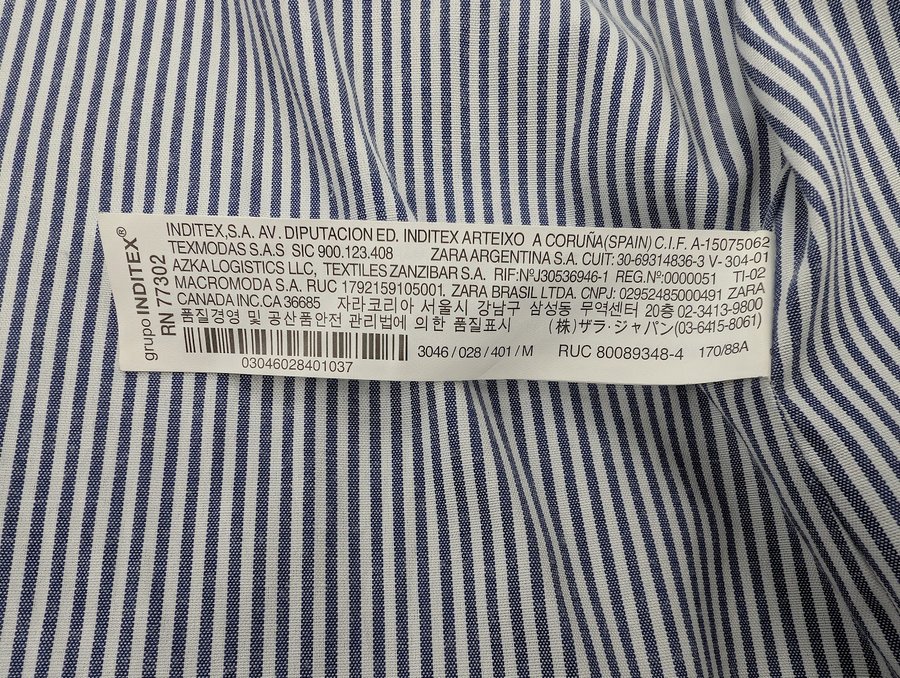 grupo INDITEX®
RN 77302
INDITEX,S.A. AV. DIPUTACION ED. INDITEX ARTEIXO A CORUÑA(SPAIN) C.I.F. A-15075062
TEXMODAS S.A.S SIC 900.123.408 ZARA ARGENTINA S.A. CUIT: 30-69314836-3 V-304-01
AZKA LOGISTICS LLC, TEXTILES ZANZIBAR S.A. RIF:Nº.J30536946-1 REG.Nº:0000051 TI-02
MACROMODA S.A. RUC 1792159105001. ZARA BRASIL LTDA. CNPJ: 02952485000491 ZARA
CANADA INC.CA 36685 자라코리아 서울시 강남구 삼성동 무역센터 20층 02-3413-9800
품질경영 및 공산품안전 관리법에 의한 품질표시 (株)ザラ・ジャパン(03-6415-8061)
3046 / 028 / 401 / M RUC 80089348-4 170/88A
03046028401037